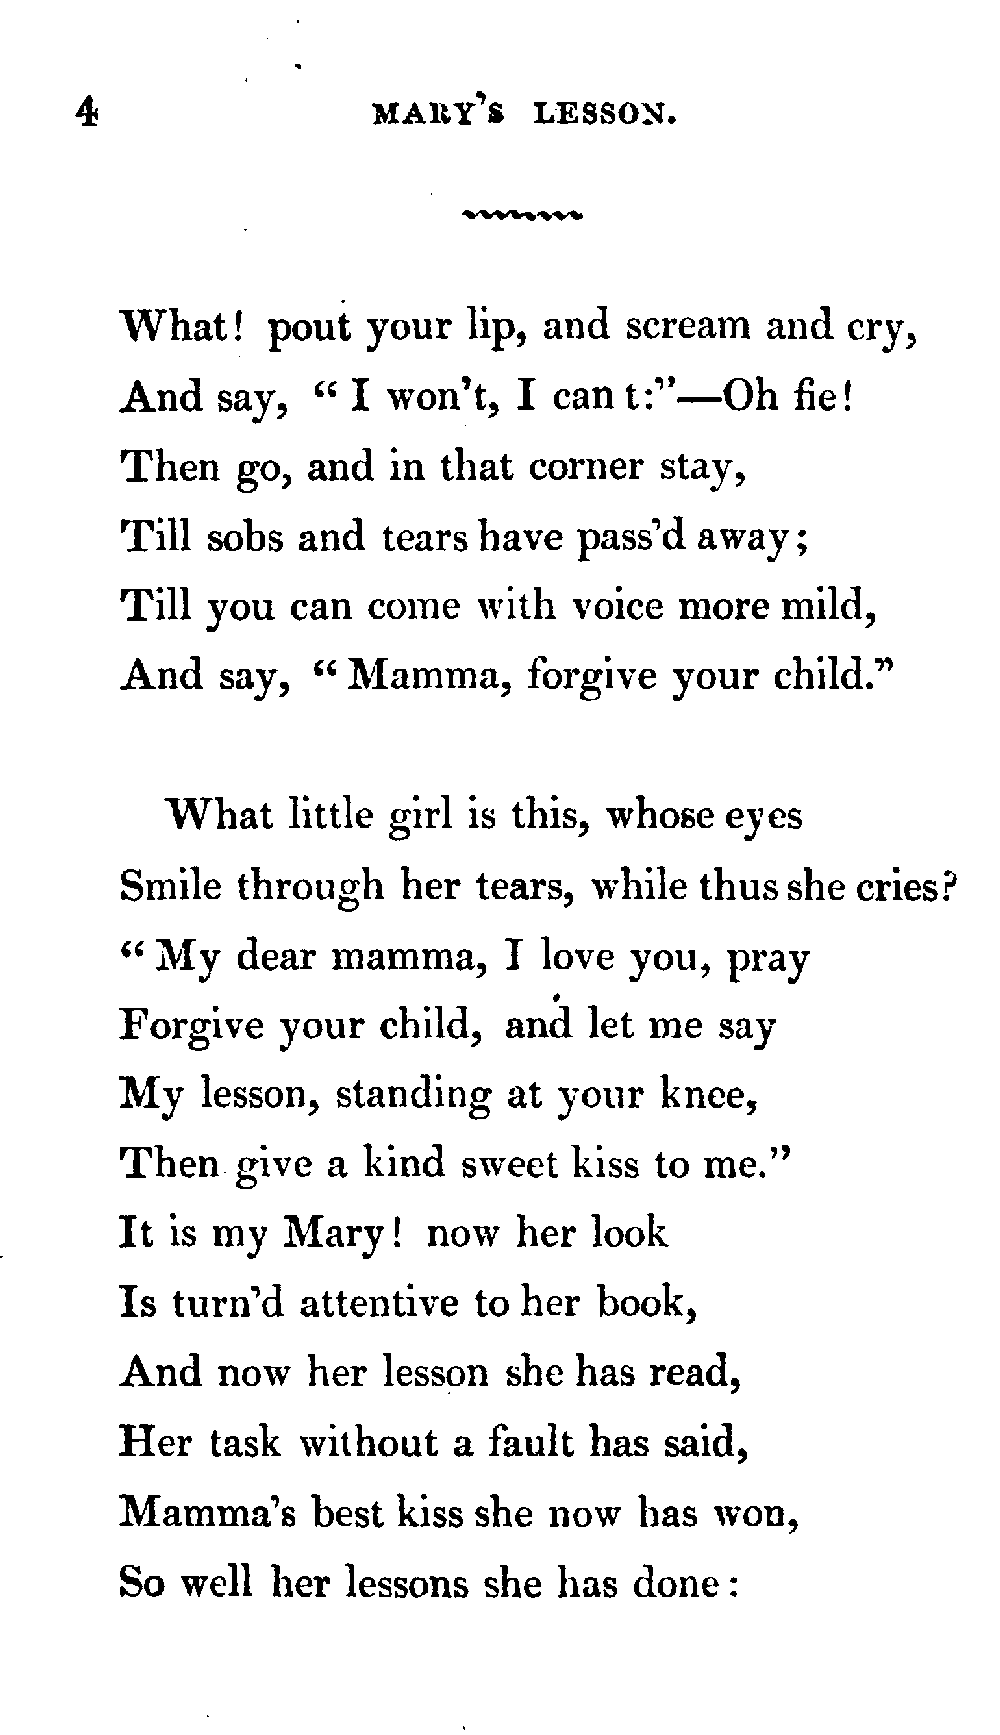 4 MARY'S LESSON.
What! pout your lip, and scream and cry,
And say, “ I won't, I can t:”—Oh fie!
Then go, and in that corner stay,
Till sobs and tears have pass'd away;
Till you can come with voice more mild,
And say, “ Mamma, forgive your child.”
What little girl is this, whose eyes
Smile through her tears, while thus she cries?
“ My dear mamma, I love you, pray
Forgive your child, and let me say
My lesson, standing at your knee,
Then give a kind sweet kiss to me.”
It is my Mary! now her look
Is turn'd attentive to her book,
And now her lesson she has read,
Her task without a fault has said,
Mamma's best kiss she now has won,
So well her lessons she has done: